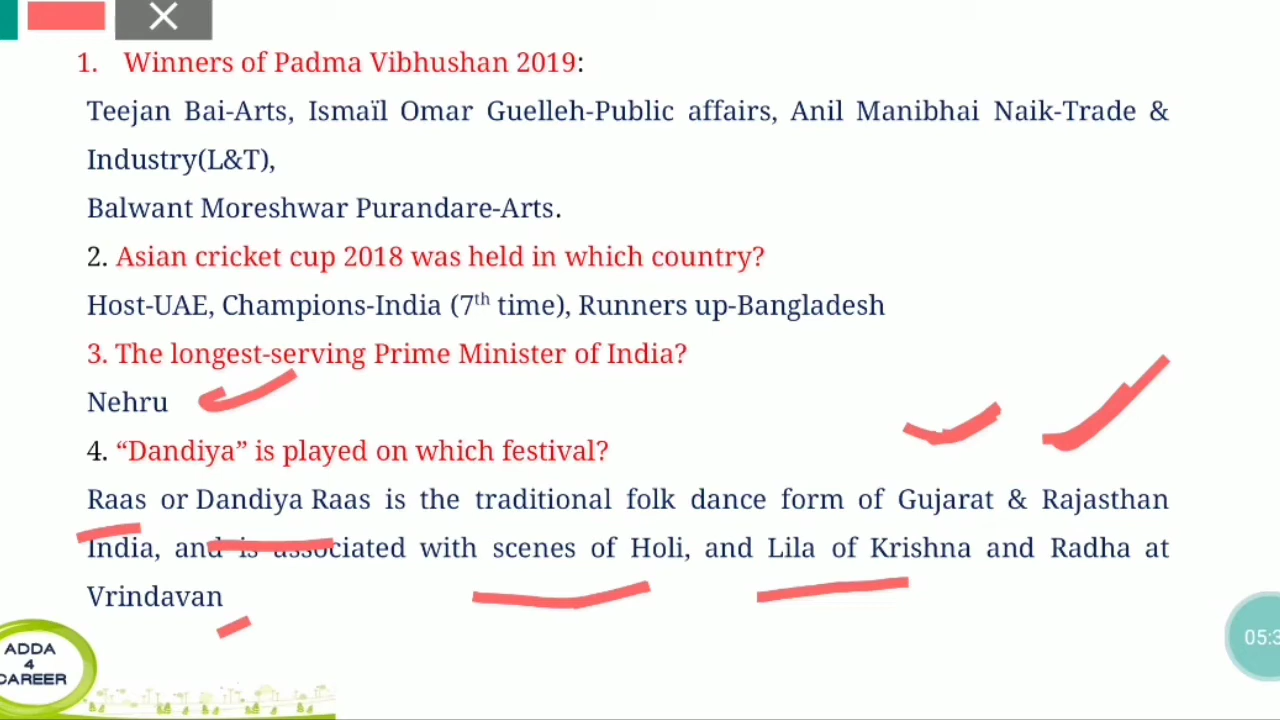 1. Winners of Padma Vibhushan 2019:
Teejan Bai-Arts, Ismaïl Omar Guelleh-Public affairs, Anil Manibhai Naik-Trade &
Industry(L&T),
Balwant Moreshwar Purandare-Arts.
2. Asian cricket cup 2018 was held in which country?
Host-UAE, Champions-India (7th time), Runners up-Bangladesh
3. The longest-serving Prime Minister of India?
Nehru
4. “Dandiya” is played on which festival?
Raas or Dandiya Raas is the traditional folk dance form of Gujarat & Rajasthan
India, and is associated with scenes of Holi, and Lila of Krishna and Radha at
Vrindavan
ADDA
4
CAREER